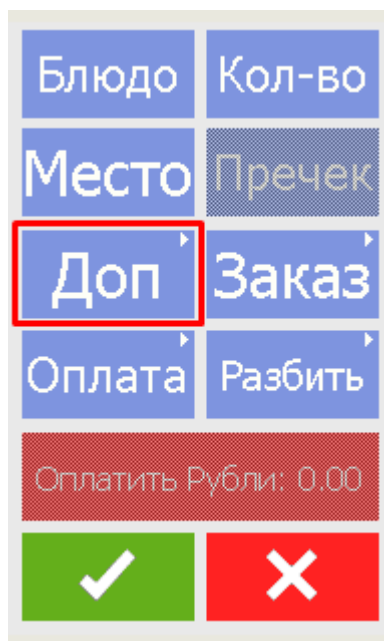 Блюдо Кол-во
Место Пречек
Доп Заказ
Оплата Разбить
Оплатить Рубли: 0.00